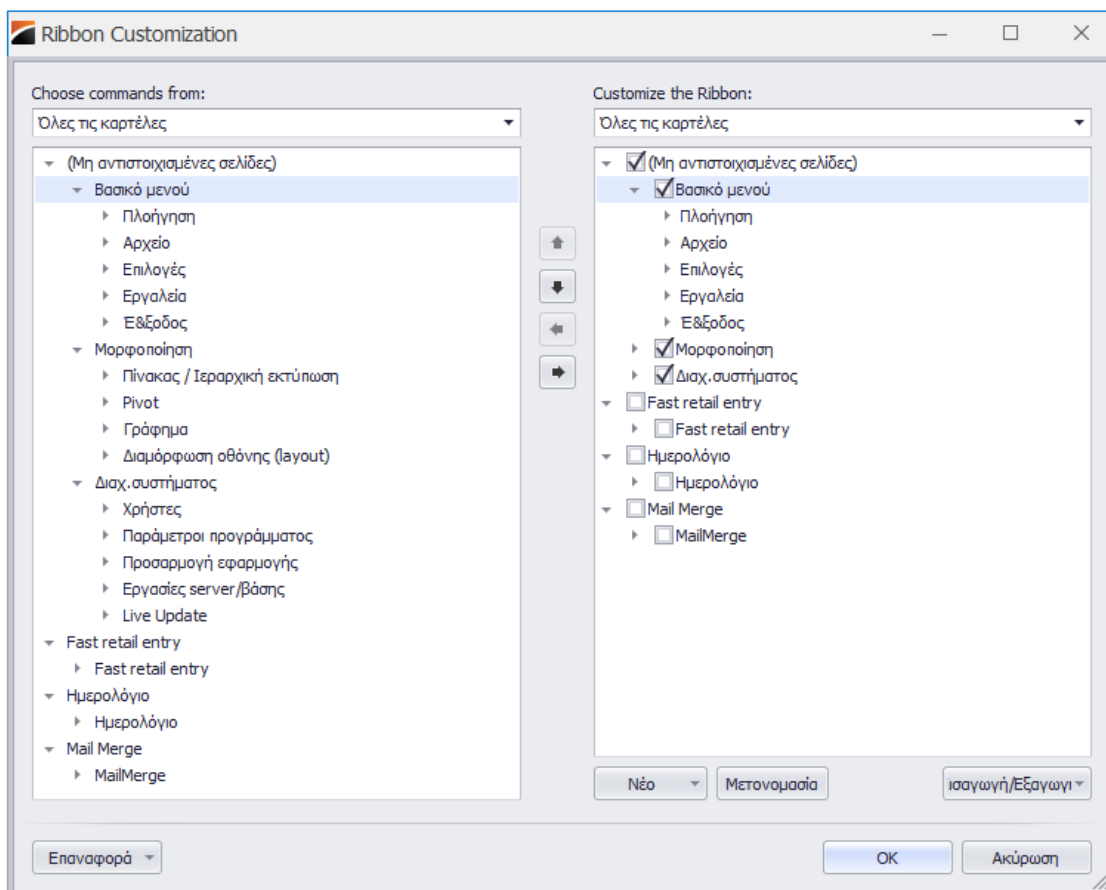 Ribbon Customization
Choose commands from:
Όλες τις καρτέλες
(Μη αντιστοιχισμένες σελίδες)
Βασικό μενού
Πλοήγηση
Αρχείο
Επιλογές
Εργαλεία
Έ&ξοδος
Μορφοποίηση
Πίνακας / Ιεραρχική εκτύπωση
Pivot
Γράφημα
Διαμόρφωση οθόνης (layout)
Διαχ.συστήματος
Χρήστες
Παράμετροι προγράμματος
Προσαρμογή εφαρμογής
Εργασίες server/βάσης
Live Update
Fast retail entry
Fast retail entry
Ημερολόγιο
Ημερολόγιο
Mail Merge
MailMerge
Customize the Ribbon:
Όλες τις καρτέλες
(Μη αντιστοιχισμένες σελίδες)
Βασικό μενού
Πλοήγηση
Αρχείο
Επιλογές
Εργαλεία
Έ&ξοδος
Μορφοποίηση
Διαχ.συστήματος
Fast retail entry
Fast retail entry
Ημερολόγιο
Ημερολόγιο
Mail Merge
MailMerge
Νέο
Μετονομασία
ισαγωγή/Εξαγωγι
Επαναφορά
OK
Ακύρωση